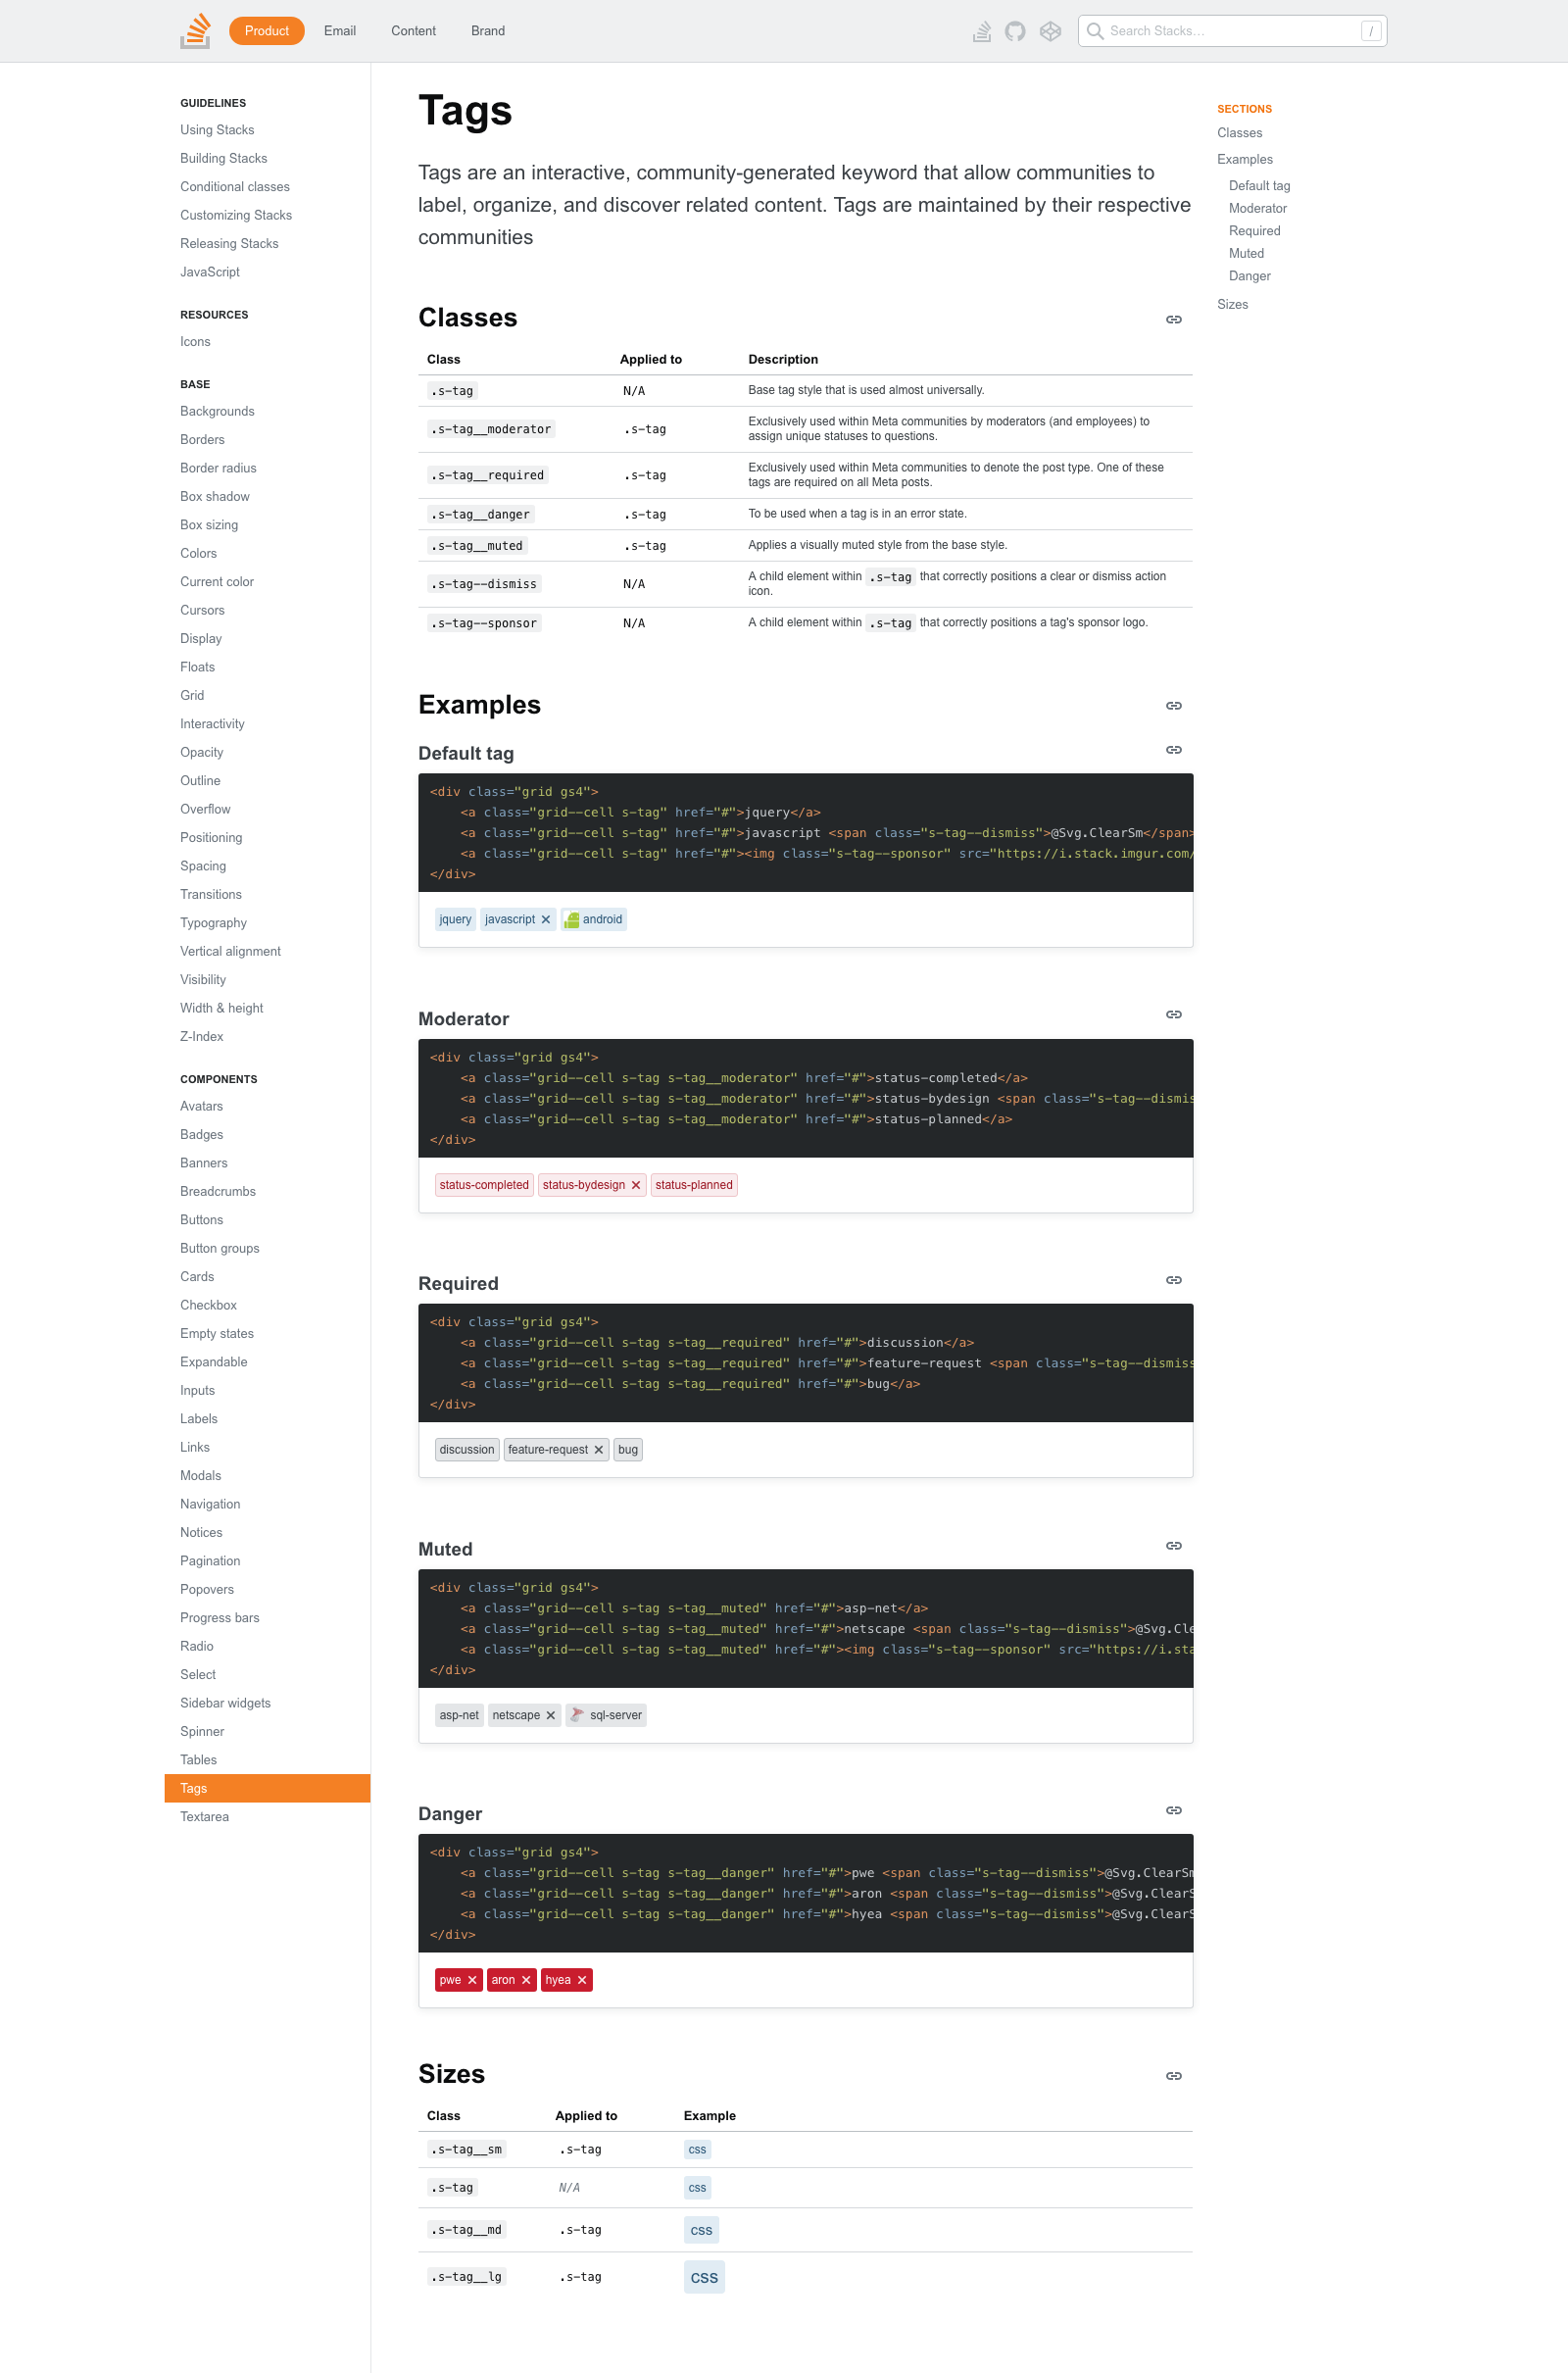 Product
Email
Content
Brand
Search Stacks...
/
GUIDELINES
Using Stacks
Building Stacks
Conditional classes
Customizing Stacks
Releasing Stacks
JavaScript
RESOURCES
Icons
BASE
Backgrounds
Borders
Border radius
Box shadow
Box sizing
Colors
Current color
Cursors
Display
Floats
Grid
Interactivity
Opacity
Outline
Overflow
Positioning
Spacing
Transitions
Typography
Vertical alignment
Visibility
Width & height
Z-Index
COMPONENTS
Avatars
Badges
Banners
Breadcrumbs
Buttons
Button groups
Cards
Checkbox
Empty states
Expandable
Inputs
Labels
Links
Modals
Navigation
Notices
Pagination
Popovers
Progress bars
Radio
Select
Sidebar widgets
Spinner
Tables
Tags
Textarea
Tags
Tags are an interactive, community-generated keyword that allow communities to
label, organize, and discover related content. Tags are maintained by their respective
communities
Classes
Class Applied to Description
.s-tag N/A Base tag style that is used almost universally.
.s-tag__moderator .s-tag Exclusively used within Meta communities by moderators (and employees) to
assign unique statuses to questions.
.s-tag__required .s-tag Exclusively used within Meta communities to denote the post type. One of these
tags are required on all Meta posts.
.s-tag__danger .s-tag To be used when a tag is in an error state.
.s-tag__muted .s-tag Applies a visually muted style from the base style.
.s-tag--dismiss N/A A child element within .s-tag that correctly positions a clear or dismiss action
icon.
.s-tag--sponsor N/A A child element within .s-tag that correctly positions a tag's sponsor logo.
Examples
Default tag
<div class="grid gs4">
<a class="grid--cell s-tag" href="#">jquery</a>
<a class="grid--cell s-tag" href="#">javascript <span class="s-tag--dismiss">@Svg.ClearSm</span>
<a class="grid--cell s-tag" href="#"><img class="s-tag--sponsor" src="https://i.stack.imgur.com/
</div>
jquery javascript android
Moderator
<div class="grid gs4">
<a class="grid--cell s-tag s-tag__moderator" href="#">status-completed</a>
<a class="grid--cell s-tag s-tag__moderator" href="#">status-bydesign <span class="s-tag--dismis
<a class="grid--cell s-tag s-tag__moderator" href="#">status-planned</a>
</div>
status-completed status-bydesign status-planned
Required
<div class="grid gs4">
<a class="grid--cell s-tag s-tag__required" href="#">discussion</a>
<a class="grid--cell s-tag s-tag__required" href="#">feature-request <span class="s-tag--dismiss
<a class="grid--cell s-tag s-tag__required" href="#">bug</a>
</div>
discussion feature-request bug
Muted
<div class="grid gs4">
<a class="grid--cell s-tag s-tag__muted" href="#">asp-net</a>
<a class="grid--cell s-tag s-tag__muted" href="#">netscape <span class="s-tag--dismiss">@Svg.Cle
<a class="grid--cell s-tag s-tag__muted" href="#"><img class="s-tag--sponsor" src="https://i.sta
</div>
asp-net netscape sql-server
Danger
<div class="grid gs4">
<a class="grid--cell s-tag s-tag__danger" href="#">pwe <span class="s-tag--dismiss">@Svg.ClearSm
<a class="grid--cell s-tag s-tag__danger" href="#">aron <span class="s-tag--dismiss">@Svg.ClearS
<a class="grid--cell s-tag s-tag__danger" href="#">hyea <span class="s-tag--dismiss">@Svg.ClearS
</div>
pwe aron hyea
Sizes
Class Applied to Example
.s-tag__sm .s-tag css
.s-tag N/A css
.s-tag__md .s-tag css
.s-tag__lg .s-tag css
SECTIONS
Classes
Examples
Default tag
Moderator
Required
Muted
Danger
Sizes